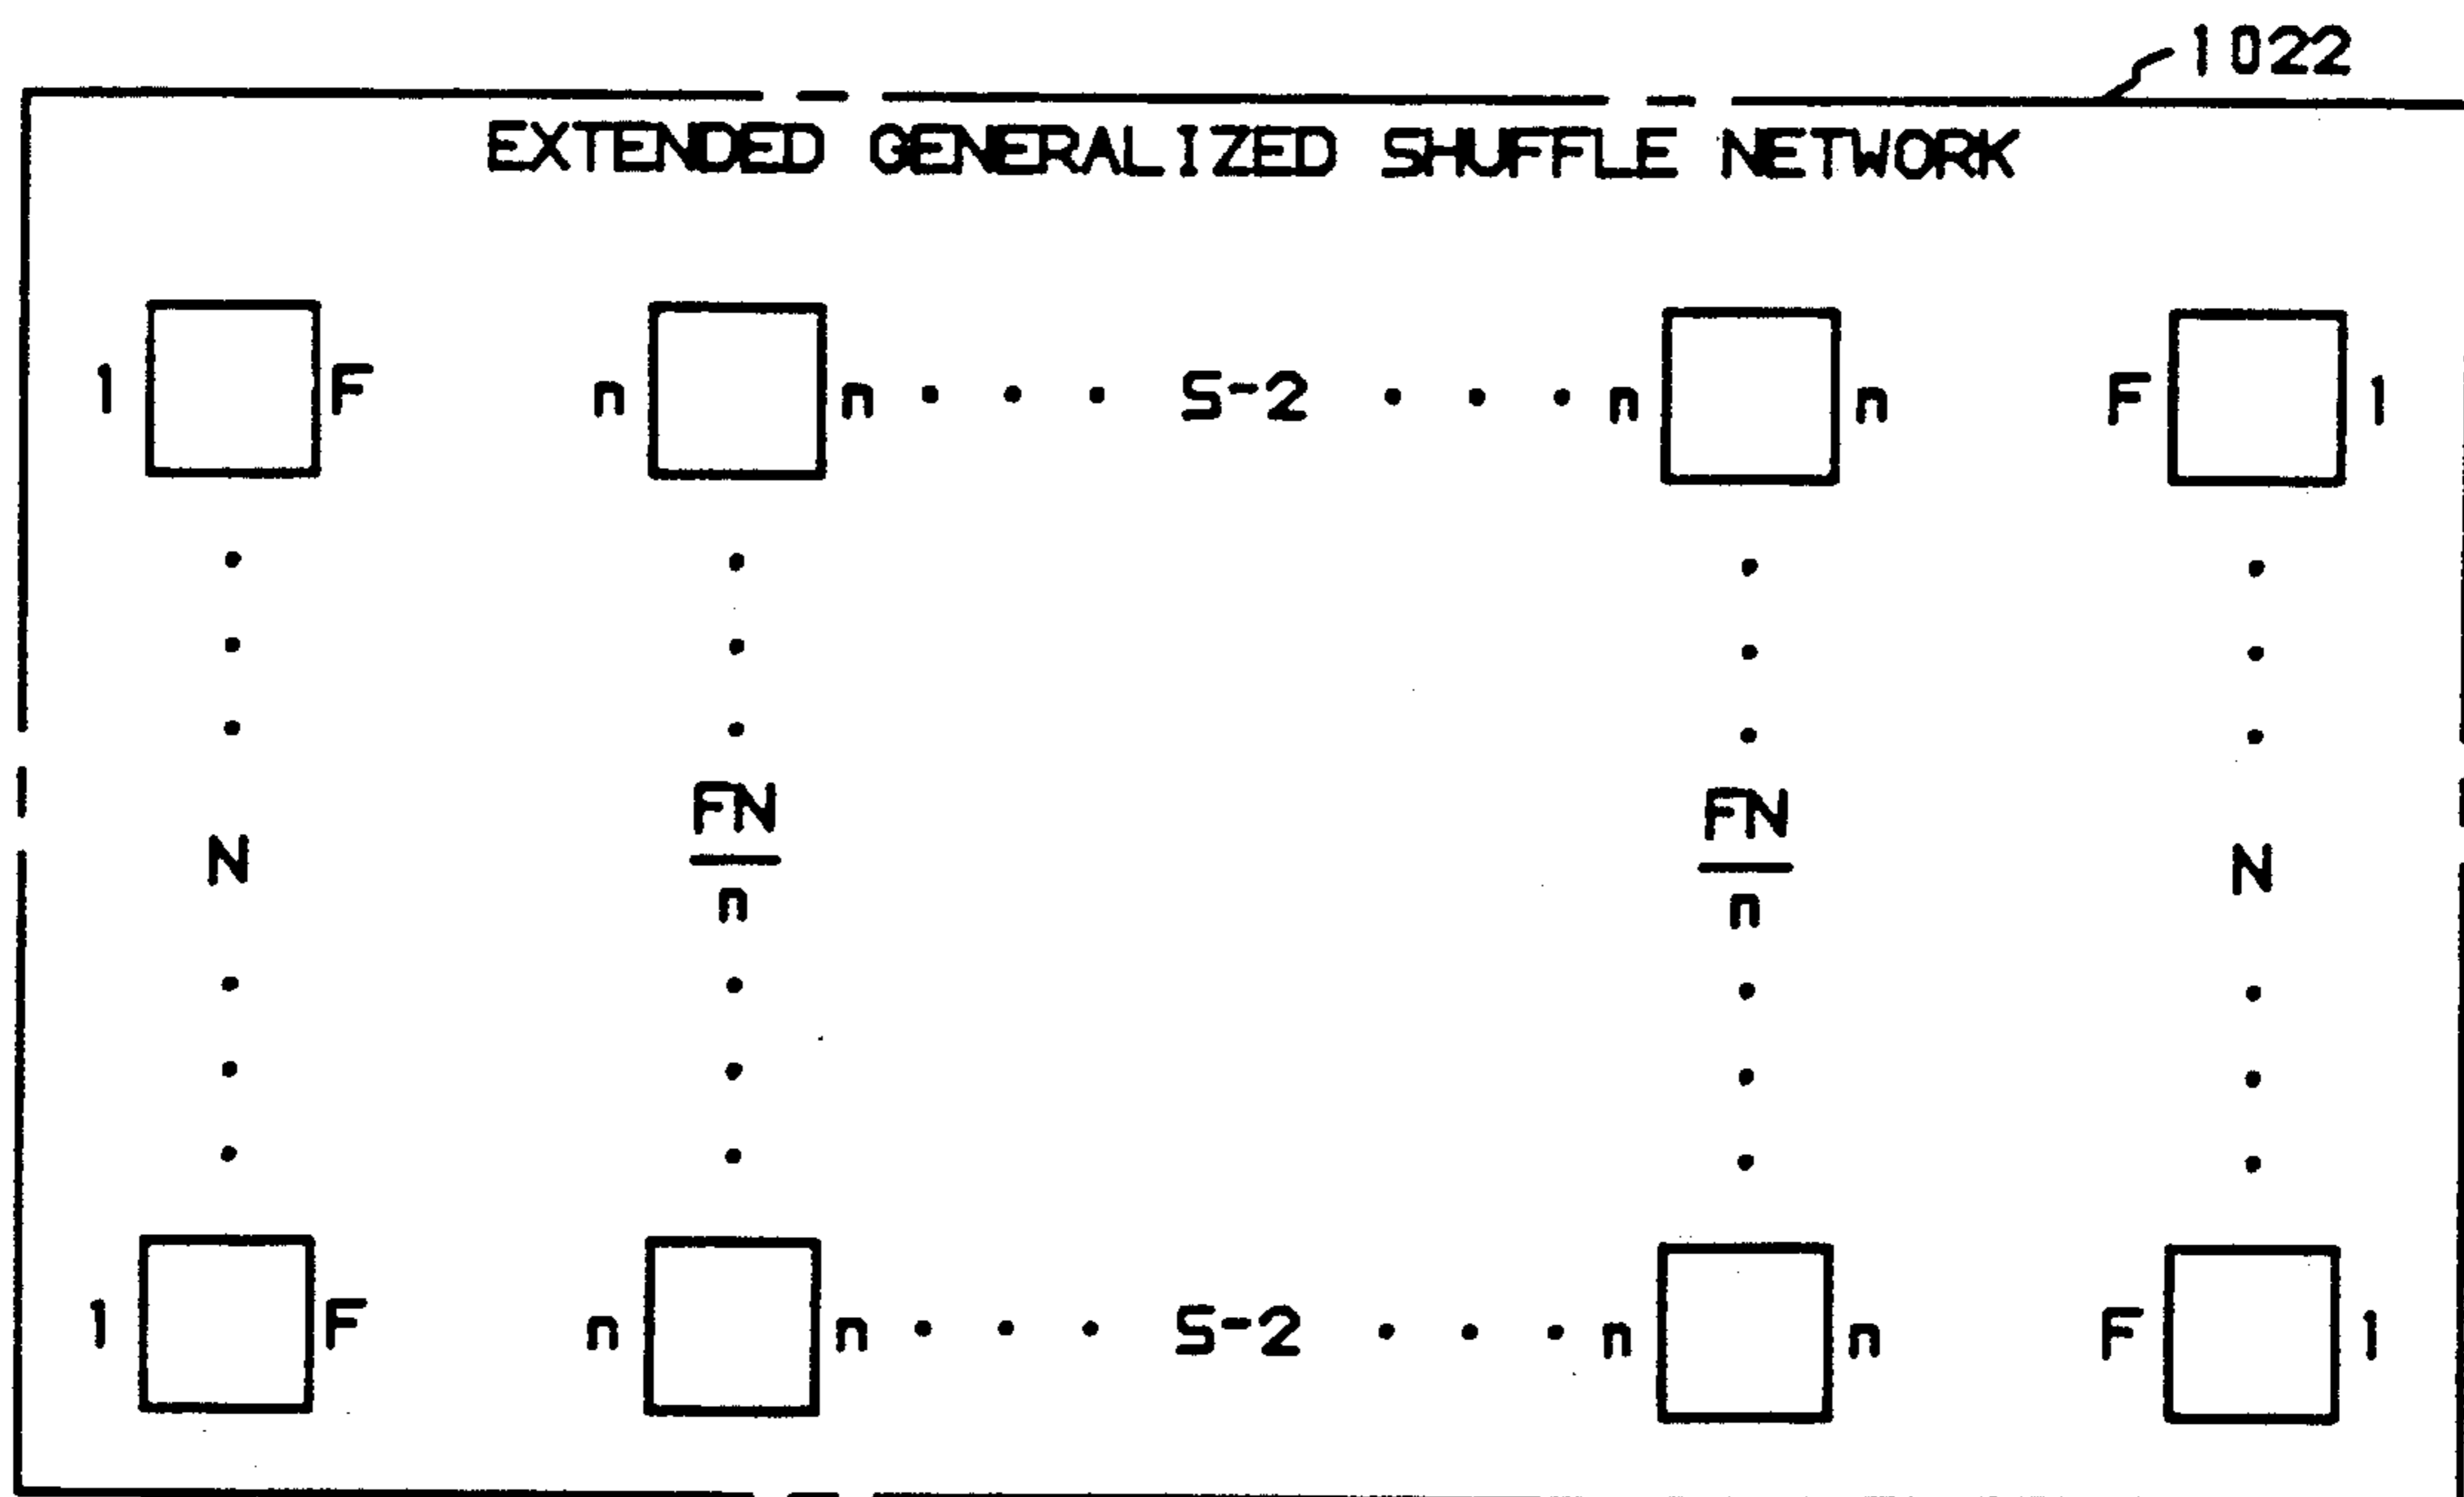 1022
EXTENDED GENERALIZED SHUFFLE NETWORK
1 F n n . . . S-2 . . . n n F 1
N FN/n FN/n N
1 F n n . . . S-2 . . . n n F 1